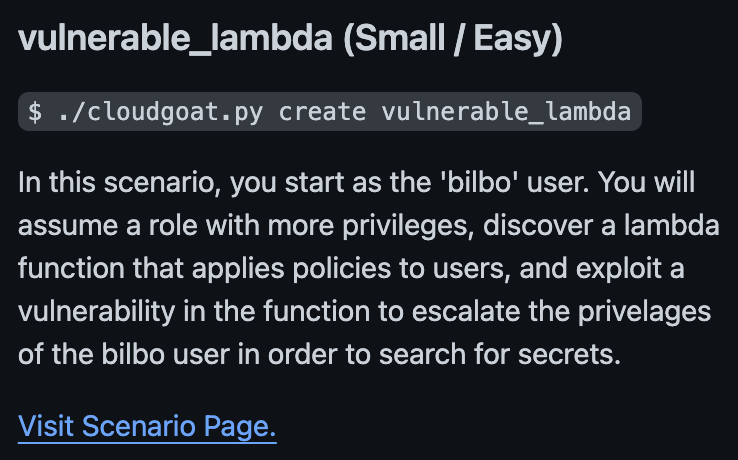 vulnerable_lambda (Small / Easy)
$ ./cloudgoat.py create vulnerable_lambda
In this scenario, you start as the 'bilbo' user. You will
assume a role with more privileges, discover a lambda
function that applies policies to users, and exploit a
vulnerability in the function to escalate the privelages
of the bilbo user in order to search for secrets.
Visit Scenario Page.